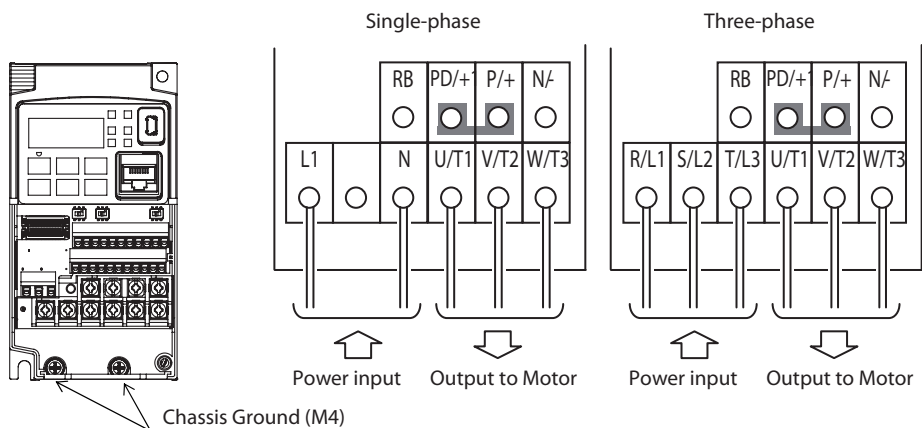 Single-phase
RB PD/+1 P/+ N/-
L1 N U/T1 V/T2 W/T3
Power input Output to Motor
Three-phase
RB PD/+1 P/+ N/-
R/L1 S/L2 T/L3 U/T1 V/T2 W/T3
Power input Output to Motor
Chassis Ground (M4)